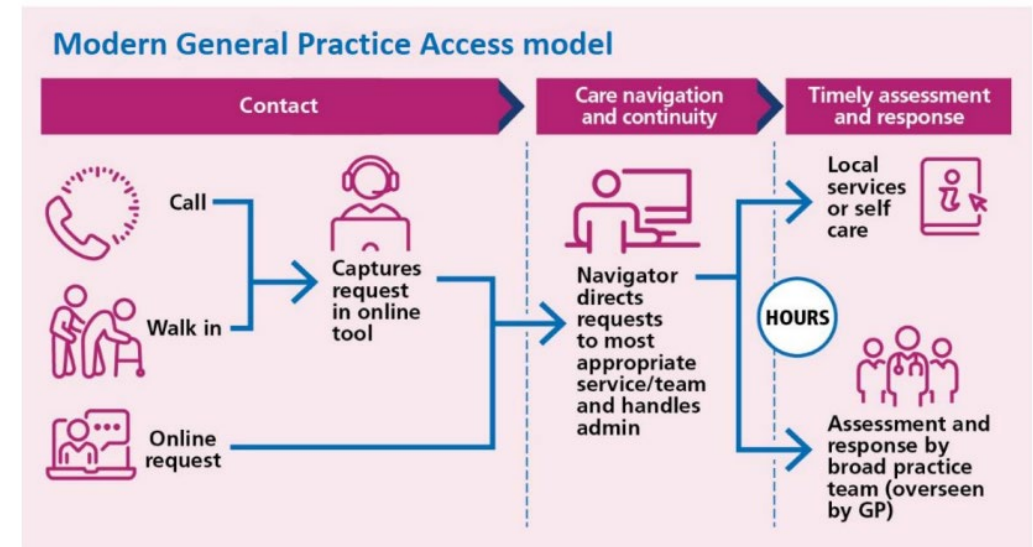 Modern General Practice Access model
Contact
Care navigation
and continuity
Timely assessment
and response
Call
Walk in
Online
request
Captures
request
in online
tool
Navigator
directs
requests
to most
appropriate
service/team
and handles
admin
HOURS
Local
services
or self
care
i
Assessment and
response by
broad practice
team (overseen
by GP)